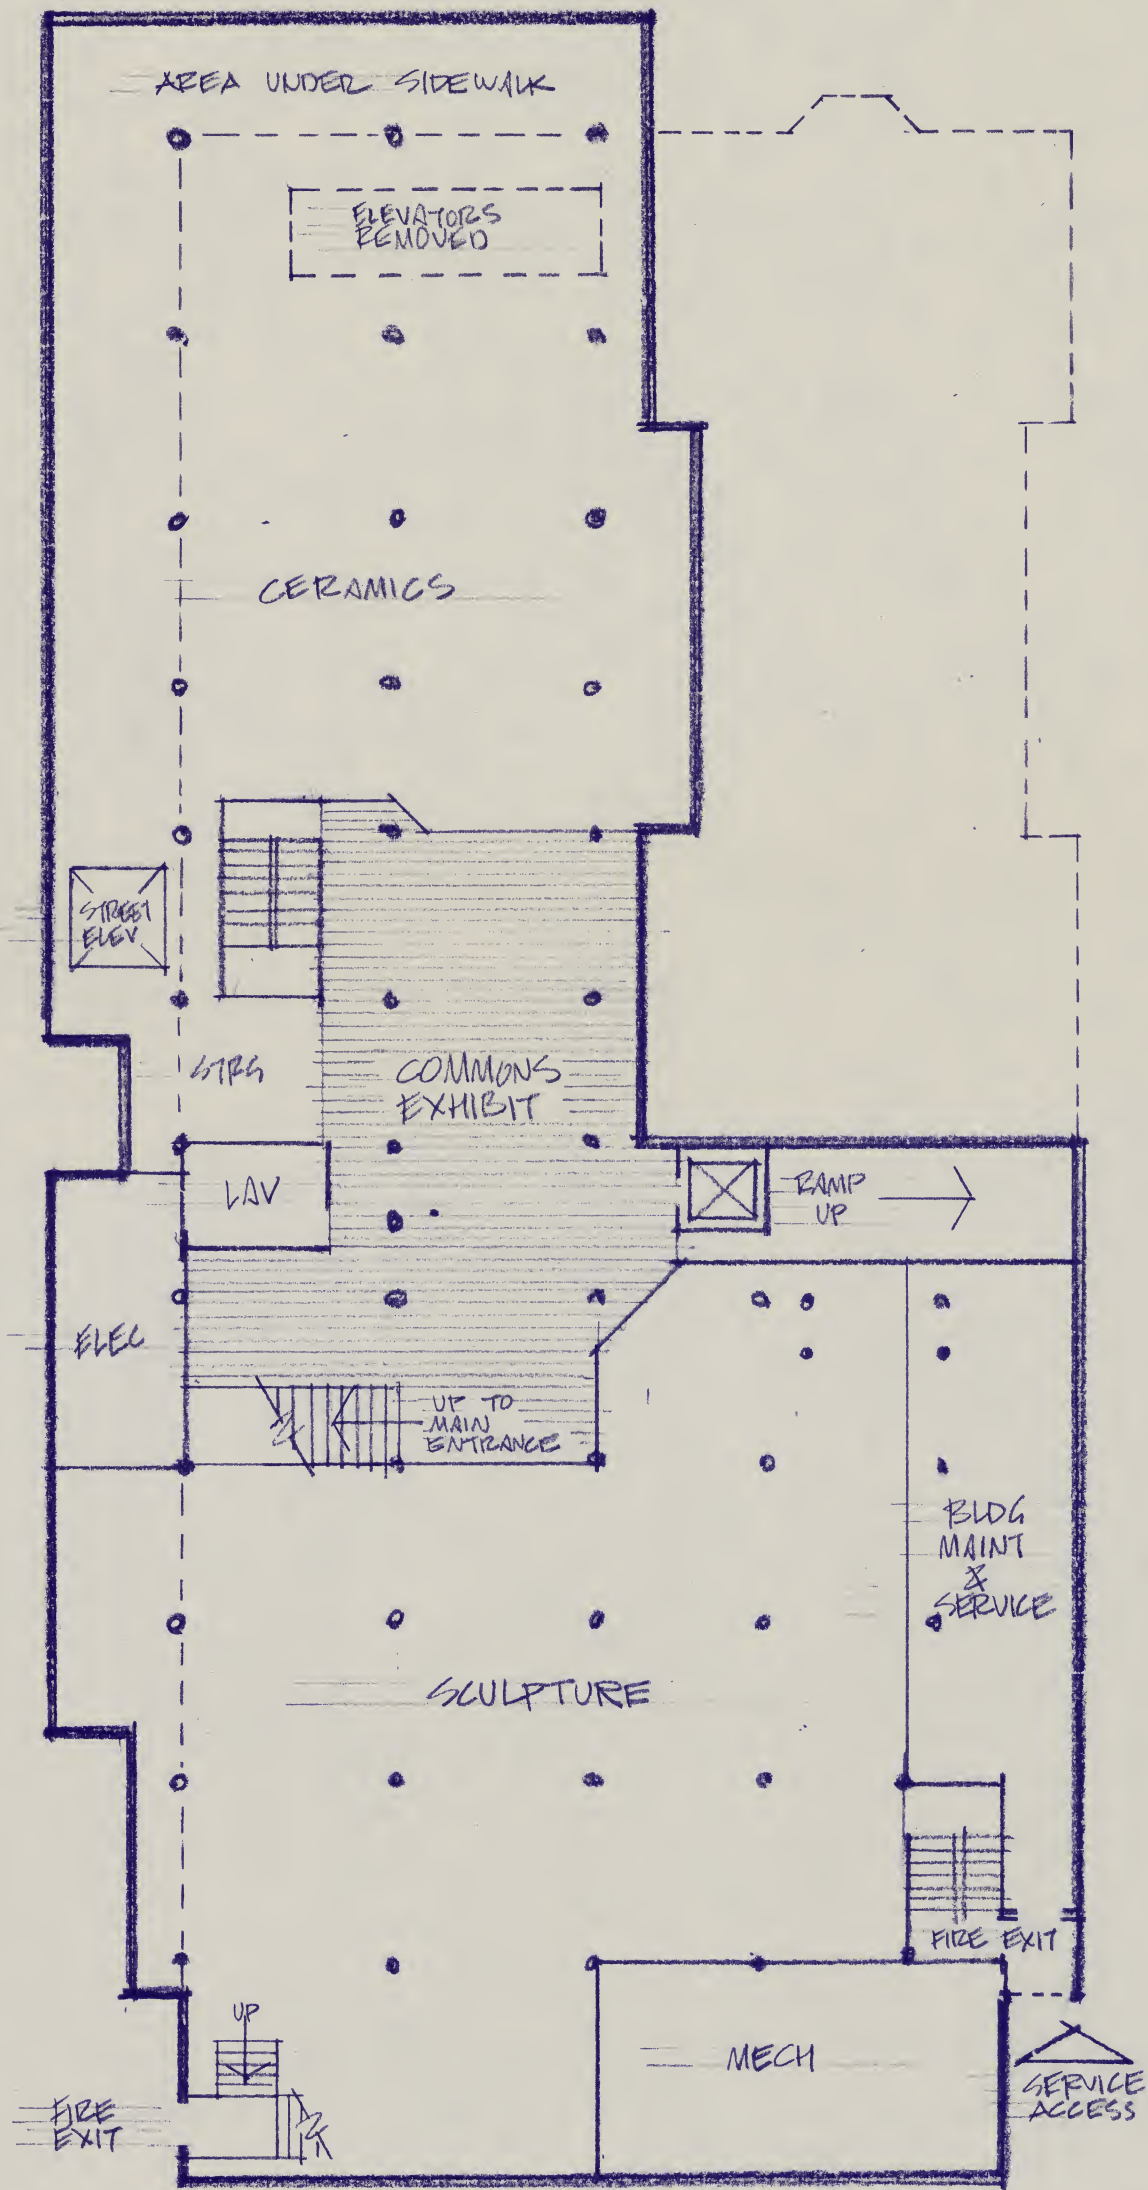 AREA UNDER SIDEWALK
ELEVATORS
REMOVED
CERAMICS
STREET
ELEV
STRG
COMMONS
EXHIBIT
LAV
RAMP
UP
ELEC
UP TO
MAIN
ENTRANCE
BLDG
MAINT
&
SERVICE
SCULPTURE
FIRE EXIT
UP
MECH
FIRE
EXIT
SERVICE
ACCESS